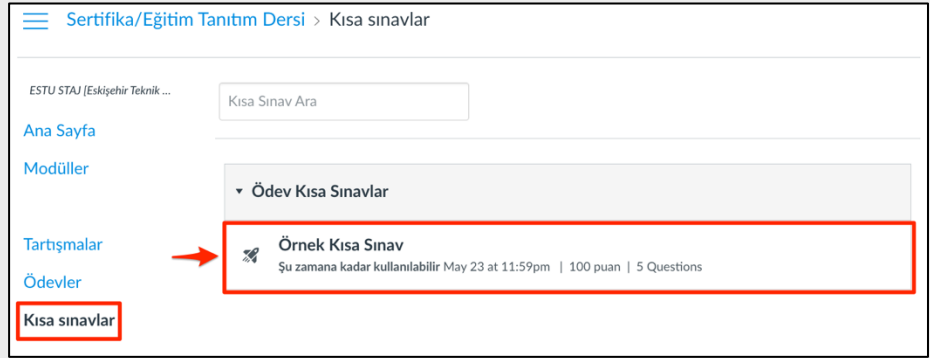 Sertifika/Eğitim Tanıtım Dersi > Kısa sınavlar
ESTU STAJ [Eskişehir Teknik ...
Kısa Sınav Ara
Ana Sayfa
Modüller
Ödev Kısa Sınavlar
Tartışmalar
Örnek Kısa Sınav
Şu zamana kadar kullanılabilir May 23 at 11:59pm | 100 puan | 5 Questions
Ödevler
Kısa sınavlar